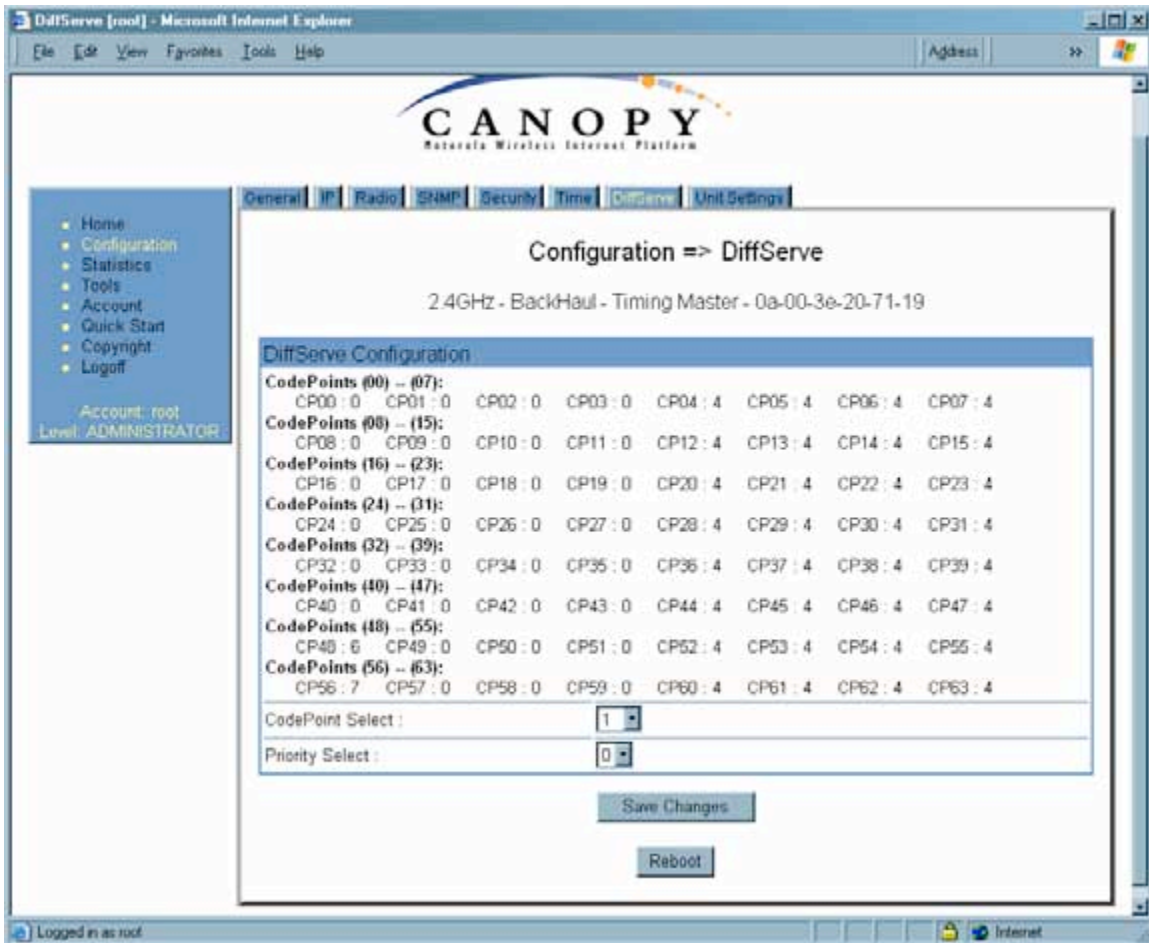 DiffServe [root] - Microsoft Internet Explorer
File Edit View Favorites Tools Help Address »
CANOPY
Motorola Wireless Internet Platform
General IP Radio SNMP Security Time DiffServe Unit Settings
Home
Configuration
Statistics
Tools
Account
Quick Start
Copyright
Logoff
Account: root
Level: ADMINISTRATOR
Configuration => DiffServe
2.4GHz - BackHaul - Timing Master - 0a-00-3e-20-71-19
DiffServe Configuration
CodePoints (00) -- (07):
CP00 : 0 CP01 : 0 CP02 : 0 CP03 : 0 CP04 : 4 CP05 : 4 CP06 : 4 CP07 : 4
CodePoints (08) -- (15):
CP08 : 0 CP09 : 0 CP10 : 0 CP11 : 0 CP12 : 4 CP13 : 4 CP14 : 4 CP15 : 4
CodePoints (16) -- (23):
CP16 : 0 CP17 : 0 CP18 : 0 CP19 : 0 CP20 : 4 CP21 : 4 CP22 : 4 CP23 : 4
CodePoints (24) -- (31):
CP24 : 0 CP25 : 0 CP26 : 0 CP27 : 0 CP28 : 4 CP29 : 4 CP30 : 4 CP31 : 4
CodePoints (32) -- (39):
CP32 : 0 CP33 : 0 CP34 : 0 CP35 : 0 CP36 : 4 CP37 : 4 CP38 : 4 CP39 : 4
CodePoints (40) -- (47):
CP40 : 0 CP41 : 0 CP42 : 0 CP43 : 0 CP44 : 4 CP45 : 4 CP46 : 4 CP47 : 4
CodePoints (48) -- (55):
CP48 : 6 CP49 : 0 CP50 : 0 CP51 : 0 CP52 : 4 CP53 : 4 CP54 : 4 CP55 : 4
CodePoints (56) -- (63):
CP56 : 7 CP57 : 0 CP58 : 0 CP59 : 0 CP60 : 4 CP61 : 4 CP62 : 4 CP63 : 4
CodePoint Select : 1
Priority Select : 0
Save Changes
Reboot
Logged in as root Internet